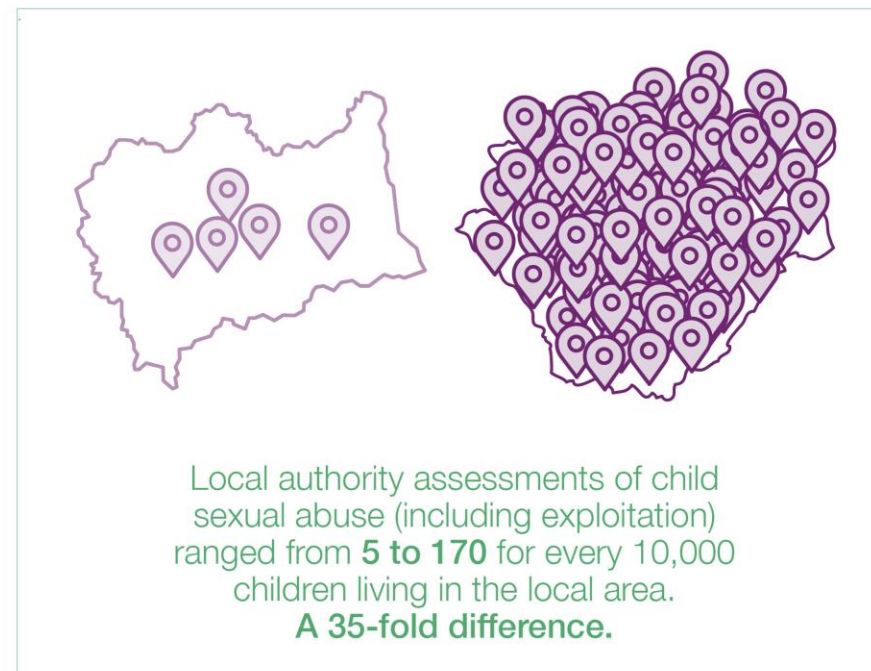 Local authority assessments of child
sexual abuse (including exploitation)
ranged from 5 to 170 for every 10,000
children living in the local area.
A 35-fold difference.